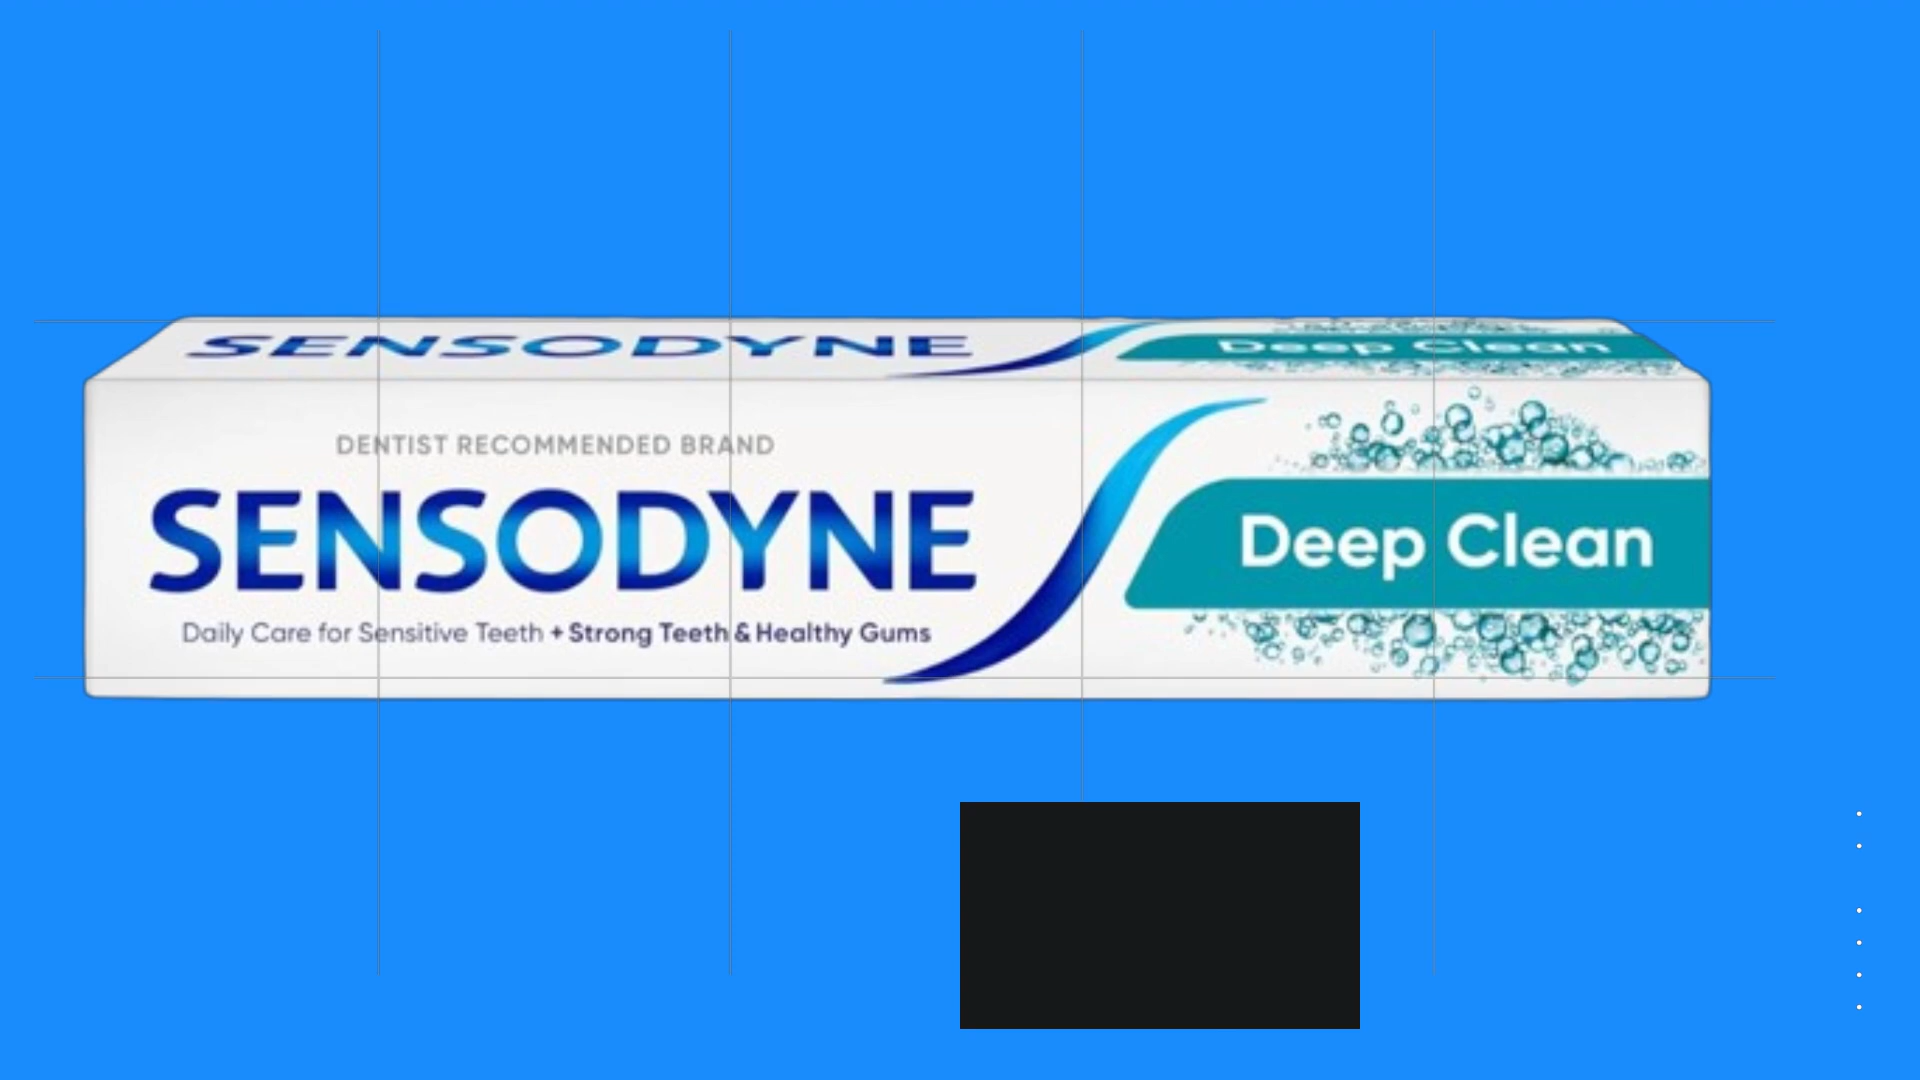 SENSODYNE
Deep Clean
DENTIST RECOMMENDED BRAND
SENSODYNE
Deep Clean
Daily Care for Sensitive Teeth + Strong Teeth & Healthy Gums